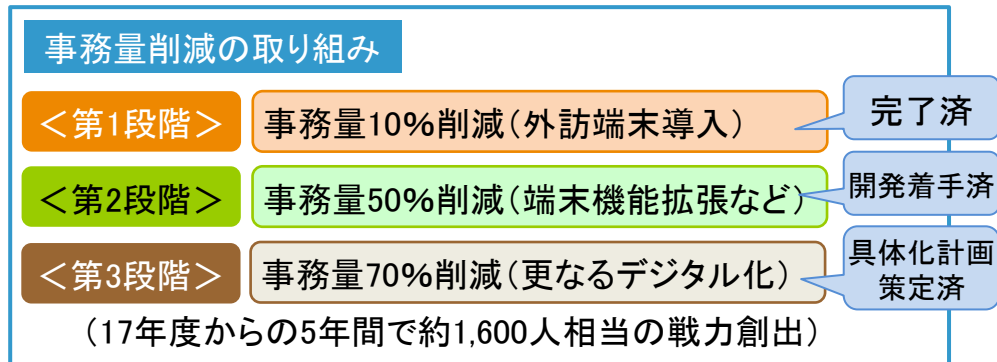 事務量削減の取り組み
＜第1段階＞
事務量10％削減（外訪端末導入）
完了済
＜第2段階＞
事務量50％削減（端末機能拡張など）
開発着手済
＜第3段階＞
事務量70％削減（更なるデジタル化）
具体化計画
策定済
（17年度からの5年間で約1,600人相当の戦力創出）